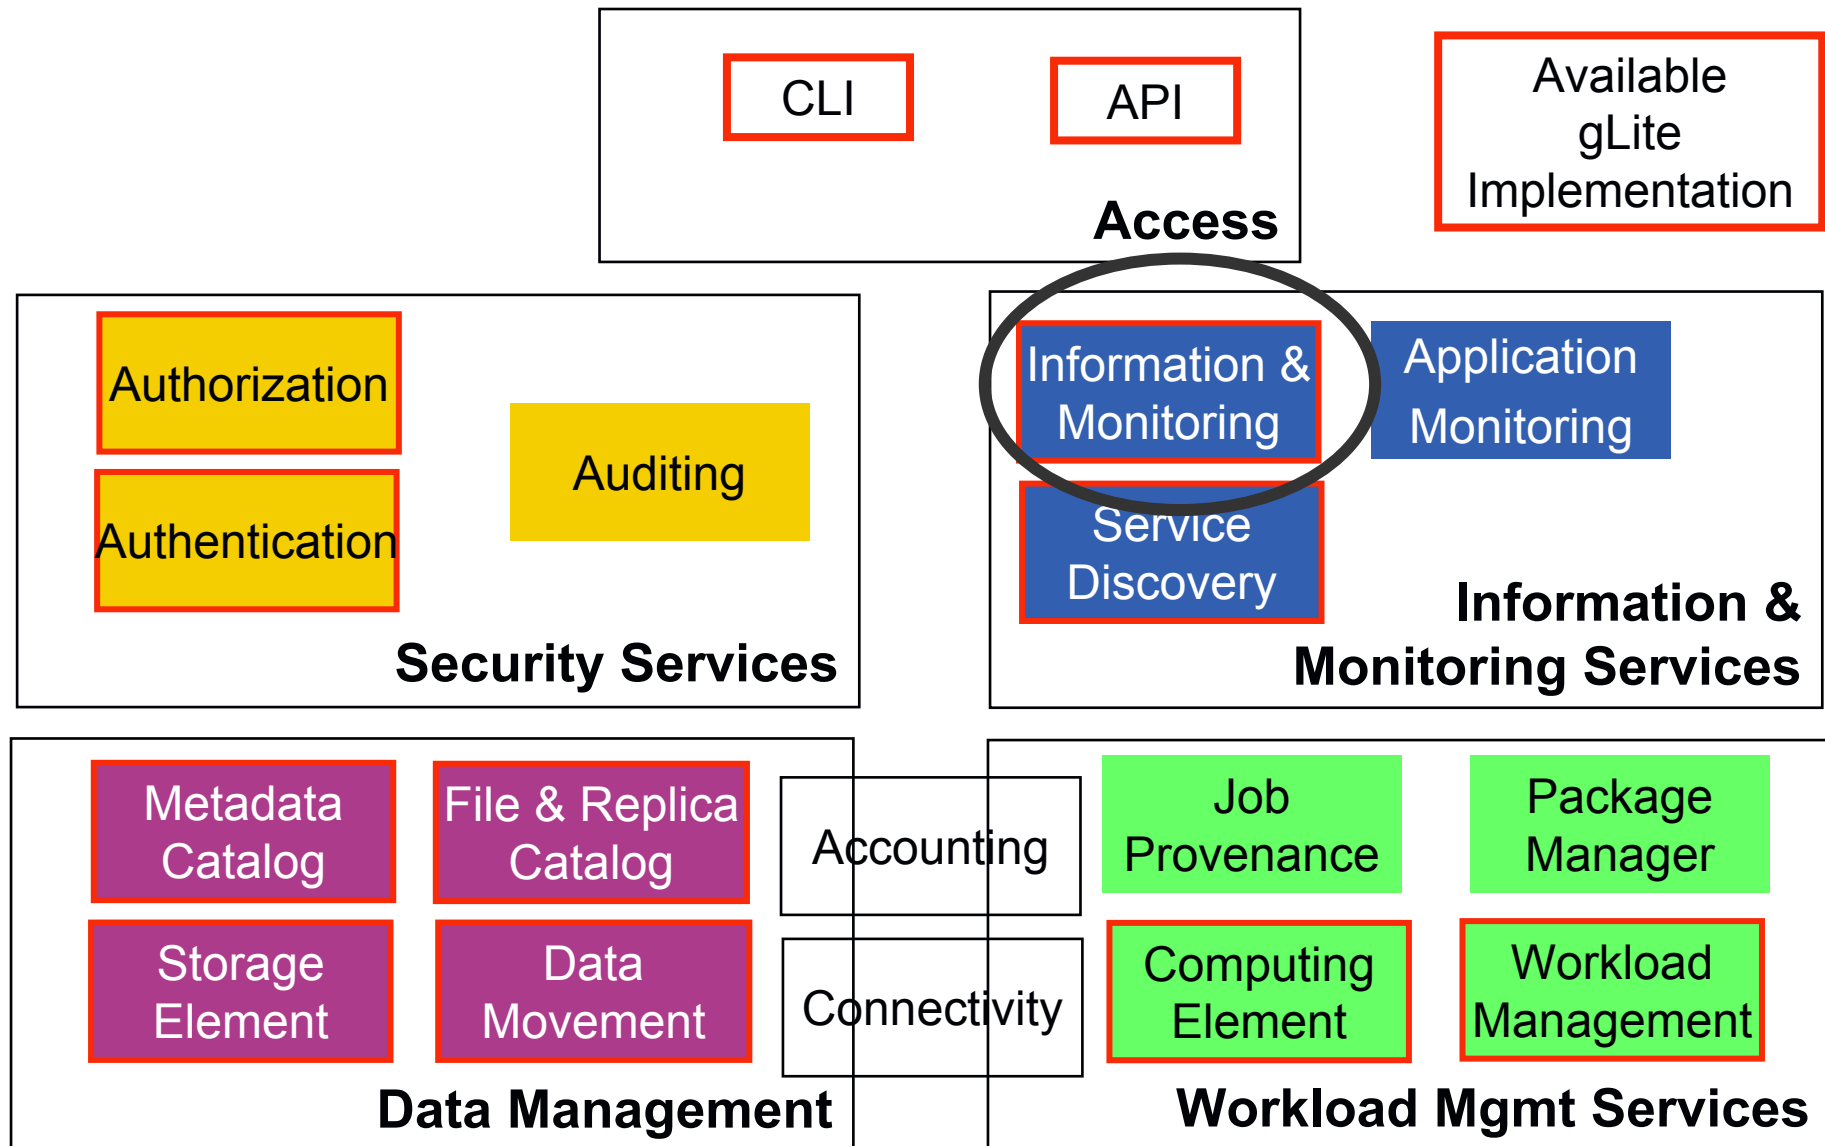 CLI
API
Access
Available
gLite
Implementation
Authorization
Authentication
Auditing
Security Services
Information &
Monitoring
Application
Monitoring
Service
Discovery
Information &
Monitoring Services
Metadata
Catalog
File & Replica
Catalog
Storage
Element
Data
Movement
Data Management
Accounting
Connectivity
Job
Provenance
Package
Manager
Computing
Element
Workload
Management
Workload Mgmt Services